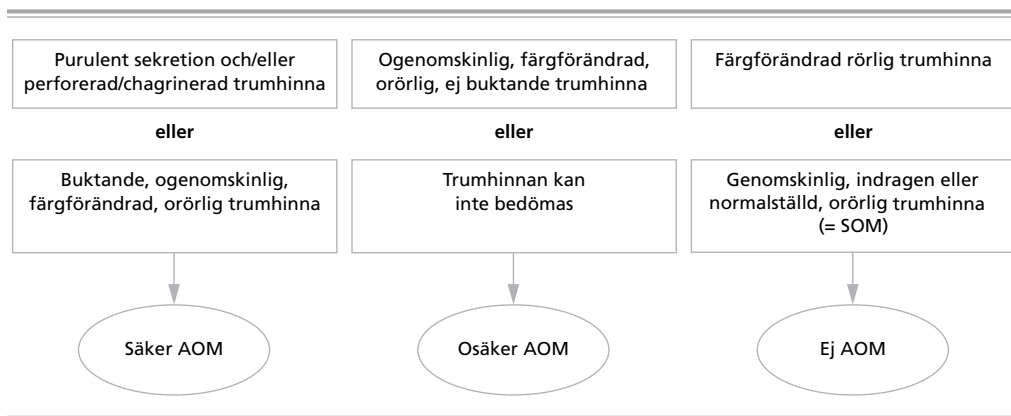 Purulent sekretion och/eller
perforerad/chagrinerad trumhinna
eller
Buktande, ogenomskinlig,
färgförändrad, orörlig trumhinna
Säker AOM
Ogenomskinlig, färgförändrad,
orörlig, ej buktande trumhinna
eller
Trumhinnan kan
inte bedömas
Osäker AOM
Färgförändrad rörlig trumhinna
eller
Genomskinlig, indragen eller
normalställd, orörlig trumhinna
(= SOM)
Ej AOM